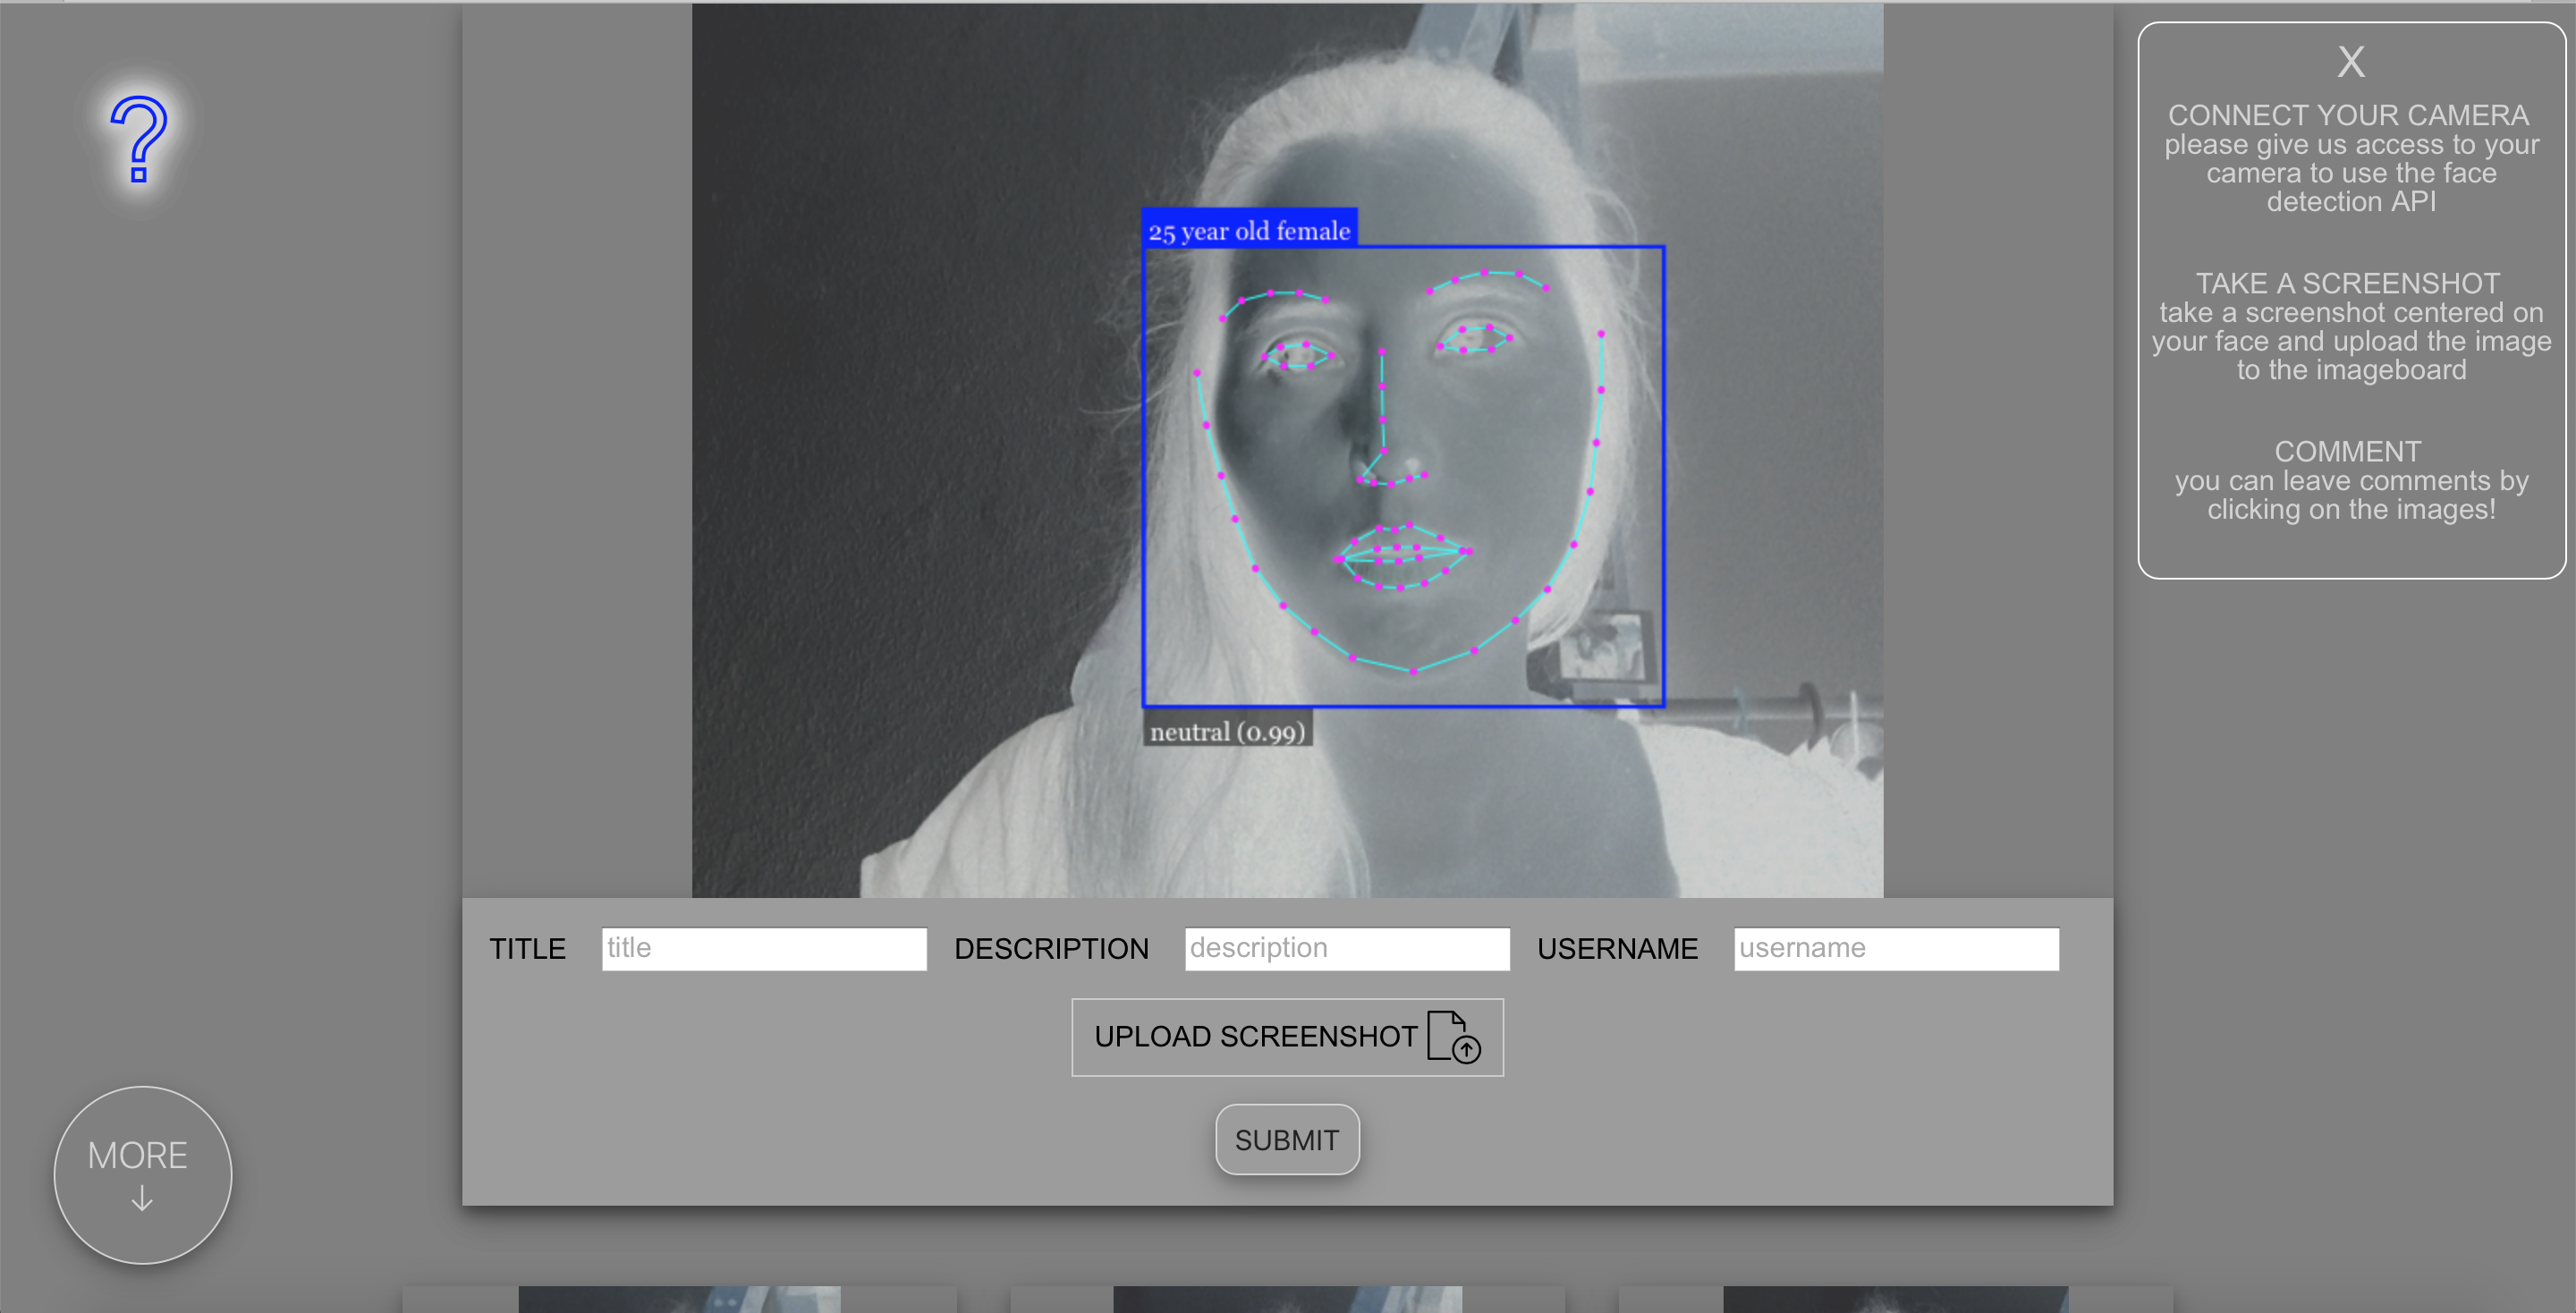 ?
25 year old female
neutral (0.99)
X
CONNECT YOUR CAMERA
please give us access to your
camera to use the face
detection API
TAKE A SCREENSHOT
take a screenshot centered on
your face and upload the image
to the imageboard
COMMENT
you can leave comments by
clicking on the images!
TITLE title DESCRIPTION description USERNAME username
UPLOAD SCREENSHOT
SUBMIT
MORE
↓